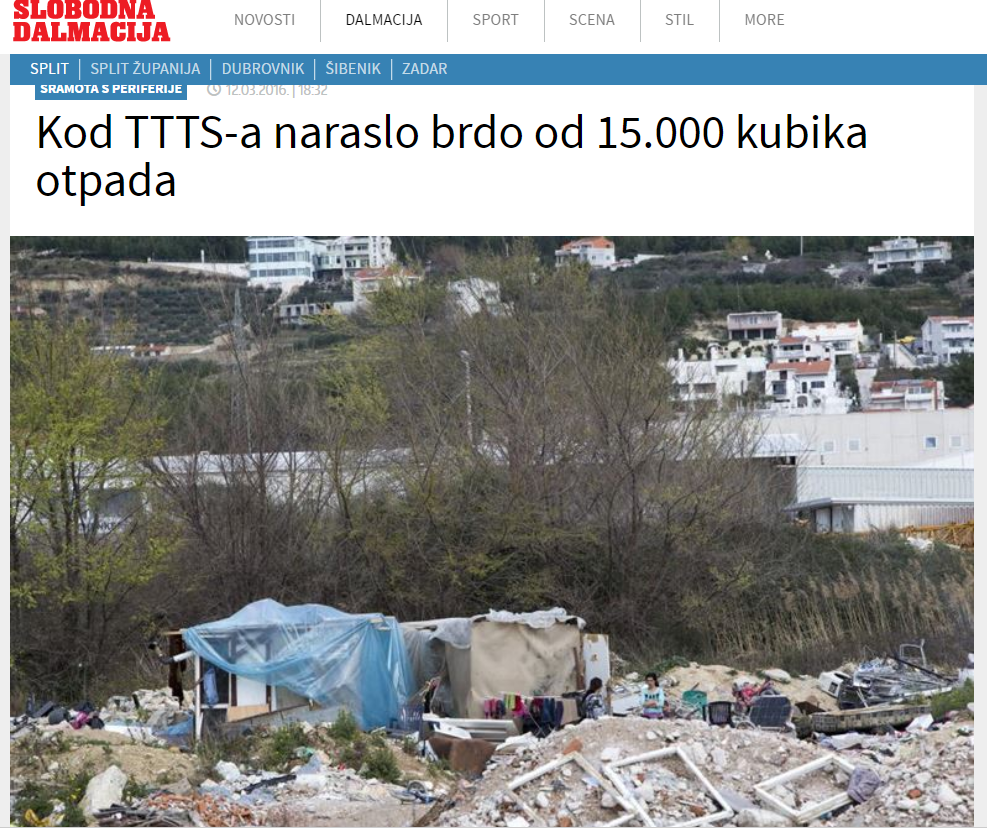 SLOBODNA
DALMACIJA
NOVOSTI DALMACIJA SPORT SCENA STIL MORE
SPLIT SPLIT ŽUPANIJA DUBROVNIK ŠIBENIK ZADAR
SRAMOTA S PERIFERIJE 12.03.2016. | 18:32
Kod TTTS-a naraslo brdo od 15.000 kubika
otpada